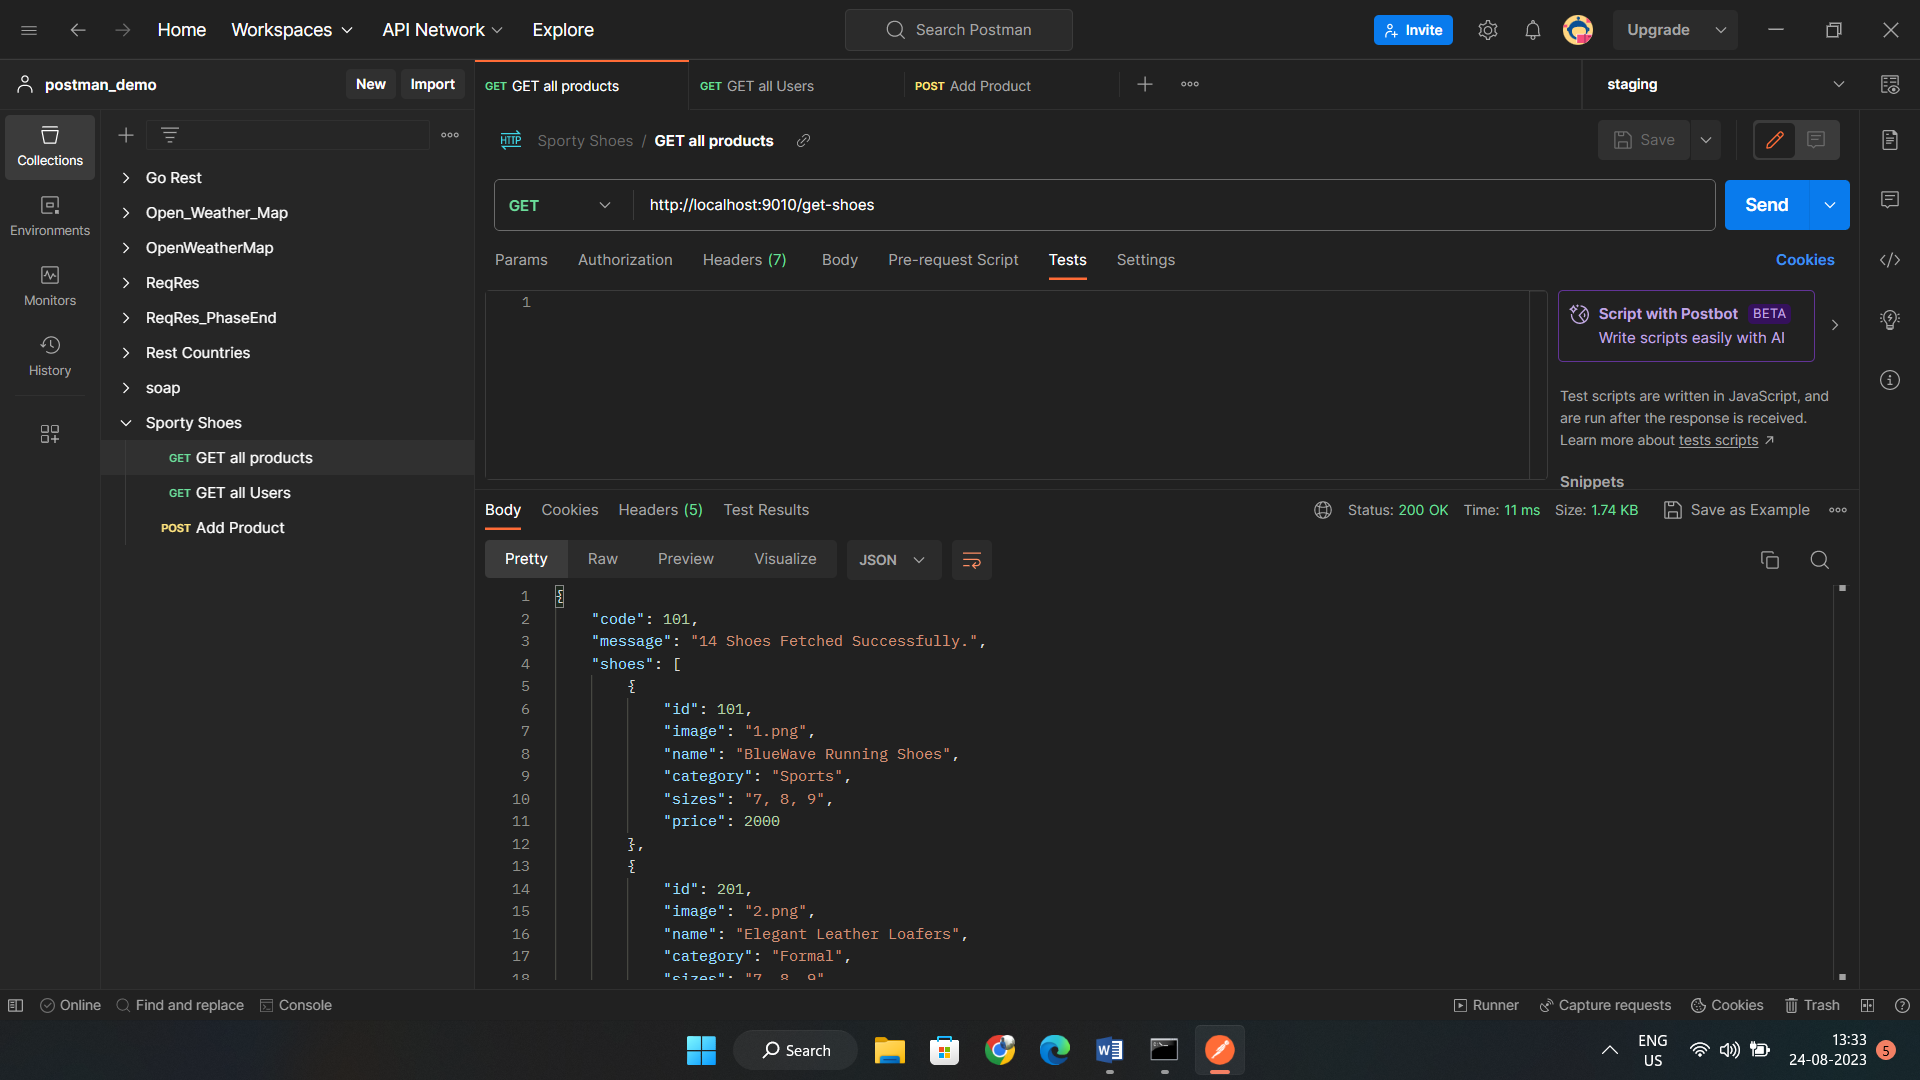 Home Workspaces API Network Explore Search Postman Invite Upgrade
postman_demo New Import GET GET all products GET GET all Users POST Add Product staging
HTTP Sporty Shoes / GET all products Save
Collections
Environments
Monitors
History
Go Rest
Open_Weather_Map
OpenWeatherMap
ReqRes
ReqRes_PhaseEnd
Rest Countries
soap
Sporty Shoes
GET GET all products
GET GET all Users
POST Add Product
GET http://localhost:9010/get-shoes Send
Params Authorization Headers (7) Body Pre-request Script Tests Settings Cookies
1
Script with Postbot BETA
Write scripts easily with AI
Test scripts are written in JavaScript, and
are run after the response is received.
Learn more about tests scripts
Snippets
Body Cookies Headers (5) Test Results Status: 200 OK Time: 11 ms Size: 1.74 KB Save as Example
Pretty Raw Preview Visualize JSON
1 {
2 "code": 101,
3 "message": "14 Shoes Fetched Successfully.",
4 "shoes": [
5 {
6 "id": 101,
7 "image": "1.png",
8 "name": "BlueWave Running Shoes",
9 "category": "Sports",
10 "sizes": "7, 8, 9",
11 "price": 2000
12 },
13 {
14 "id": 201,
15 "image": "2.png",
16 "name": "Elegant Leather Loafers",
17 "category": "Formal",
18 "sizes": "7, 8, 9"
Online Find and replace Console Runner Capture requests Cookies Trash
Search ENG
US
13:33
24-08-2023 5